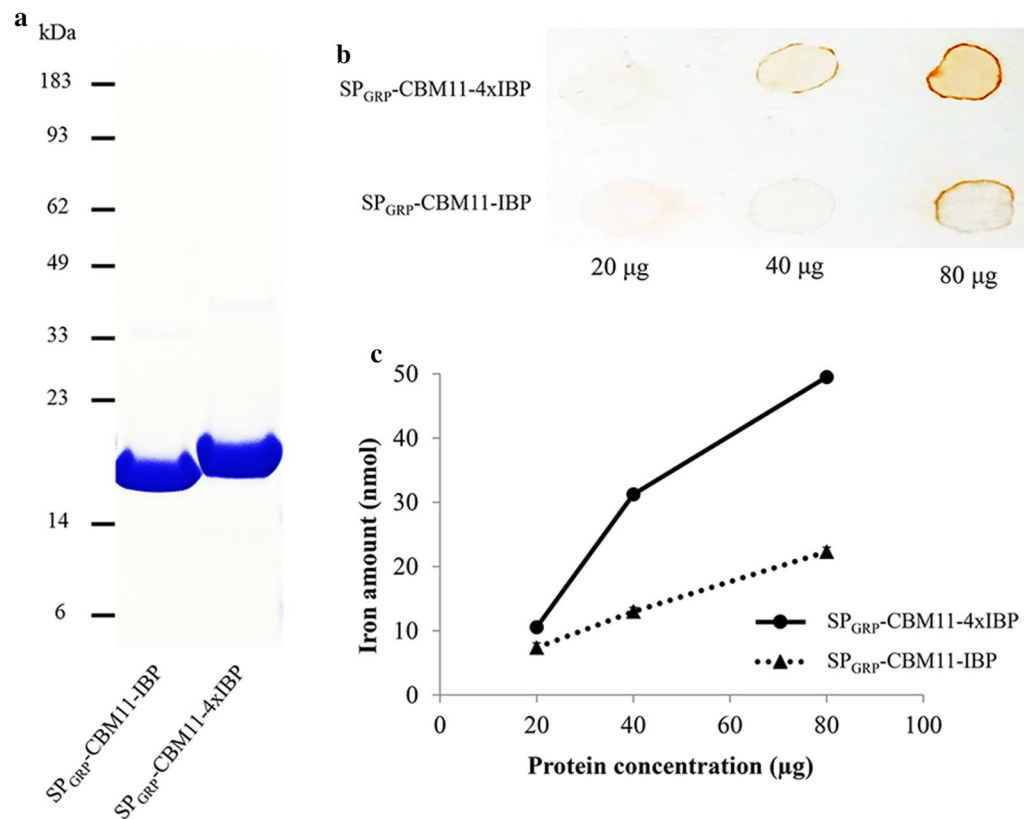 a
kDa
183
93
62
49
33
23
14
6
SPGRP-CBM11-IBP
SPGRP-CBM11-4xIBP
b
SPGRP-CBM11-4xIBP
SPGRP-CBM11-IBP
20 μg
40 μg
80 μg
c
Iron amount (nmol)
50
40
30
20
10
0
0 20 40 60 80 100
Protein concentration (μg)
SPGRP-CBM11-4xIBP
SPGRP-CBM11-IBP